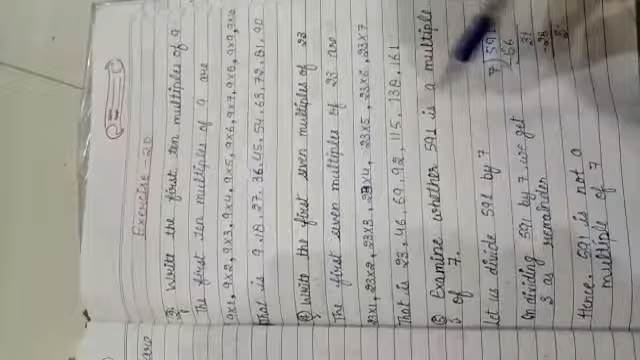 Exercise - 20
Write the first ten multiples of 9
The first ten multiples of 9 are
9x1, 9x2, 9x3, 9x4, 9x5, 9x6, 9x7, 9x8, 9x9, 9x10
That is 9, 18, 27, 36, 45, 54, 63, 72, 81, 90
Write the first seven multiples of 23
The first seven multiples of 23 are
23x1, 23x2, 23x3, 23x4, 23x5, 23x6, 23x7
That is 23, 46, 69, 92, 115, 138, 161
Examine whether 591 is a multiple
of 7.
Let us divide 591 by 7
On dividing 591 by 7 we get
3 as remainder
Hence, 591 is not a
multiple of 7
7)591
56
31
28